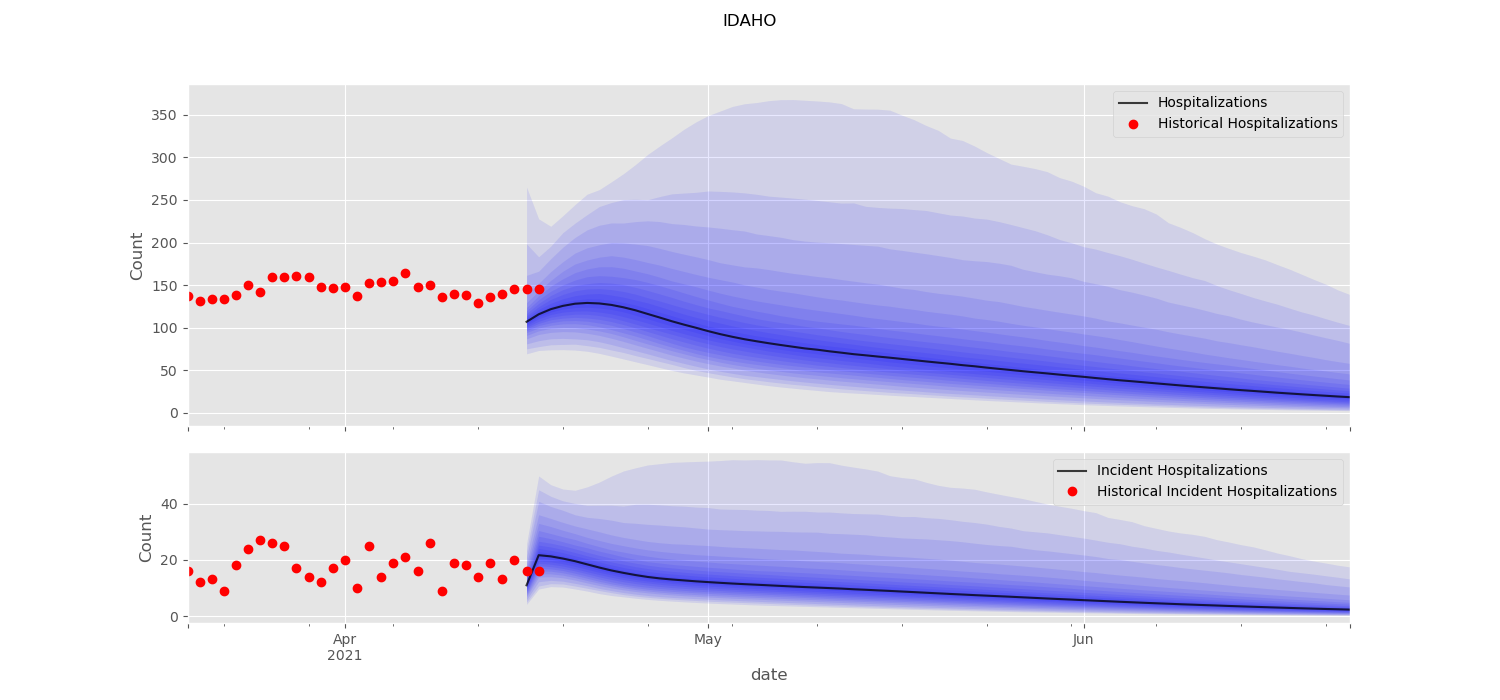 IDAHO
350
300
250
200
150
100
50
0
Count
Hospitalizations
Historical Hospitalizations
40
20
0
Count
Incident Hospitalizations
Historical Incident Hospitalizations
Apr
2021
May
Jun
date